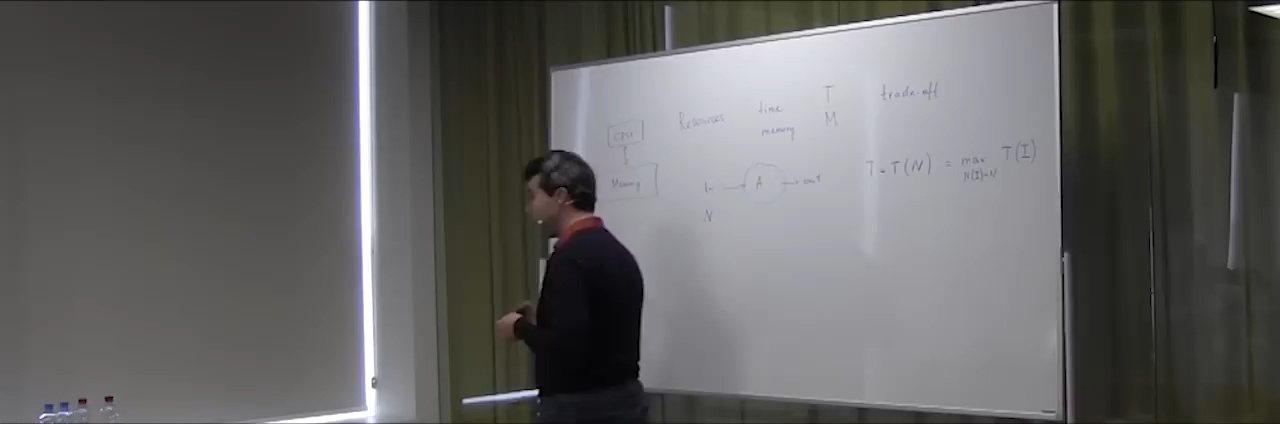 CPU
Memory
Resources
time T
memory M
trade-off
In → A → out
N
T = T(N) = max T(I)
N(I)=N